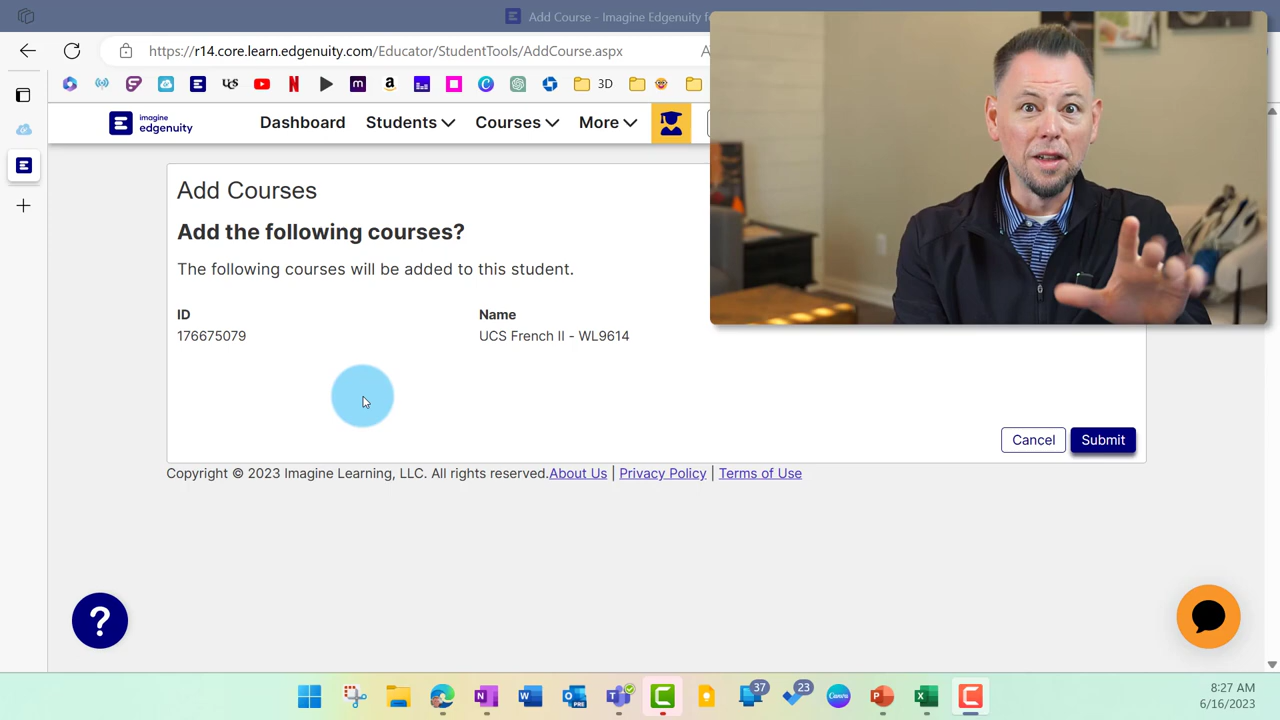 Add Course - Imagine Edgenuity f
https://r14.core.learn.edgenuity.com/Educator/StudentTools/AddCourse.aspx
UCS
3D
imagine edgenuity
Dashboard Students Courses More
Add Courses
Add the following courses?
The following courses will be added to this student.
ID Name
176675079 UCS French II - WL9614
Cancel Submit
Copyright © 2023 Imagine Learning, LLC. All rights reserved.About Us | Privacy Policy | Terms of Use
?
37 23
8:27 AM
6/16/2023